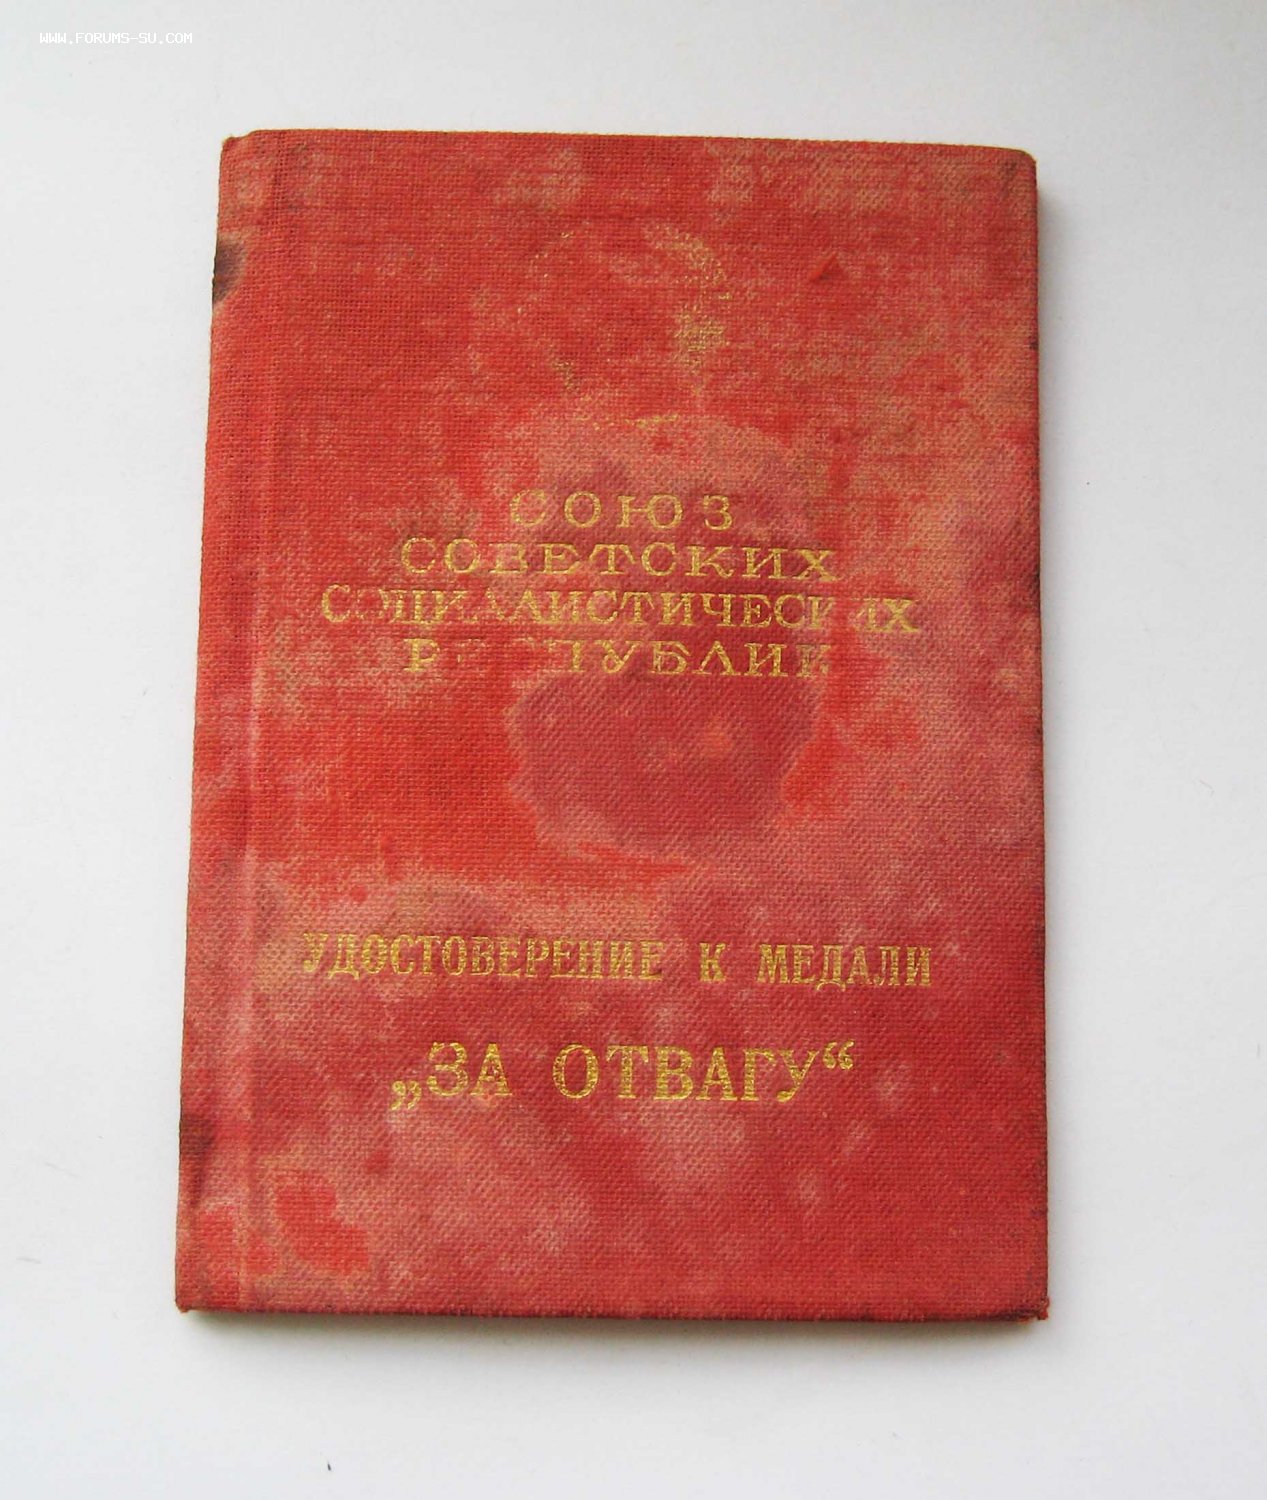 WWW.FORUMS-SU.COM
СОЮЗ
СОВЕТСКИХ
СОЦИАЛИСТИЧЕСКИХ
РЕСПУБЛИК
УДОСТОВЕРЕНИЕ К МЕДАЛИ
„ЗА ОТВАГУ“